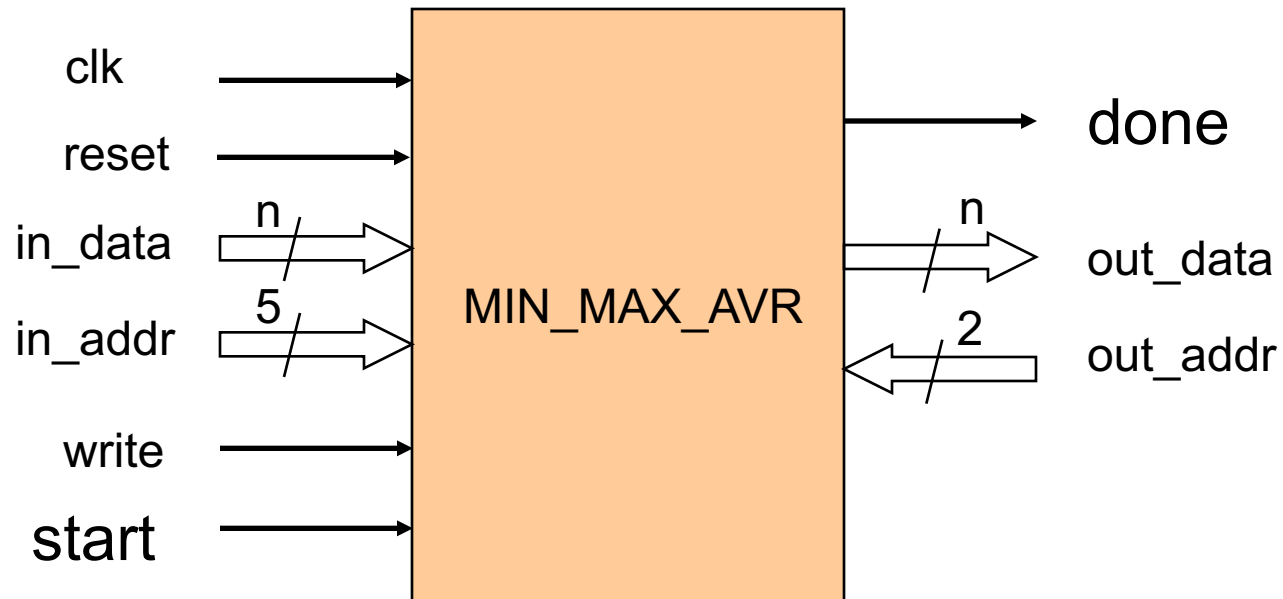 clk
reset
n
in_data
5
in_addr
write
start
MIN_MAX_AVR
done
n
out_data
2
out_addr